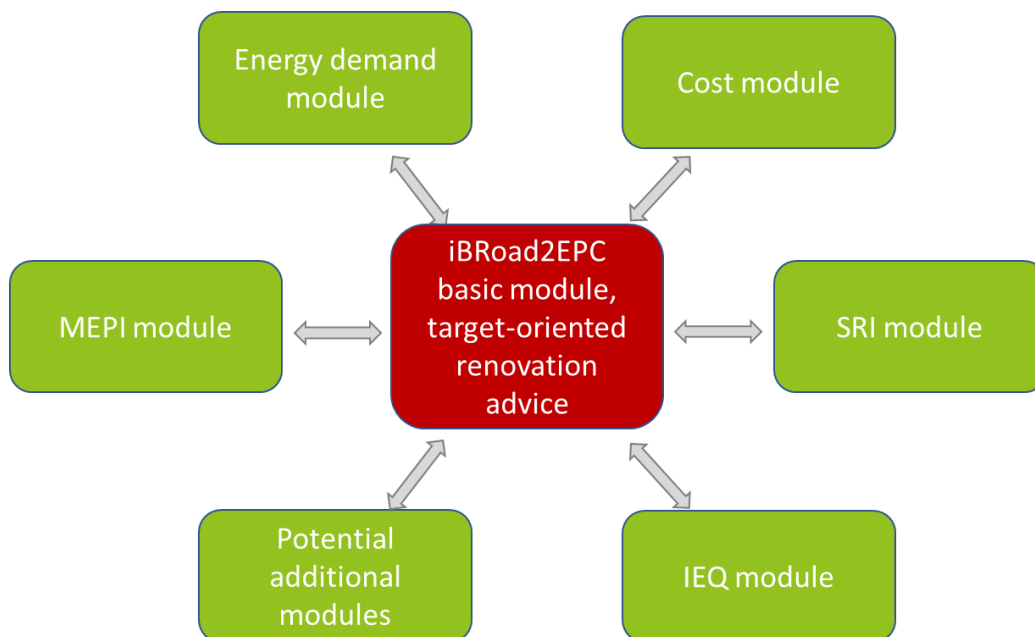 Energy demand
module
Cost module
iBRoad2EPC
basic module,
target-oriented
renovation
advice
MEPI module
SRI module
Potential
additional
modules
IEQ module